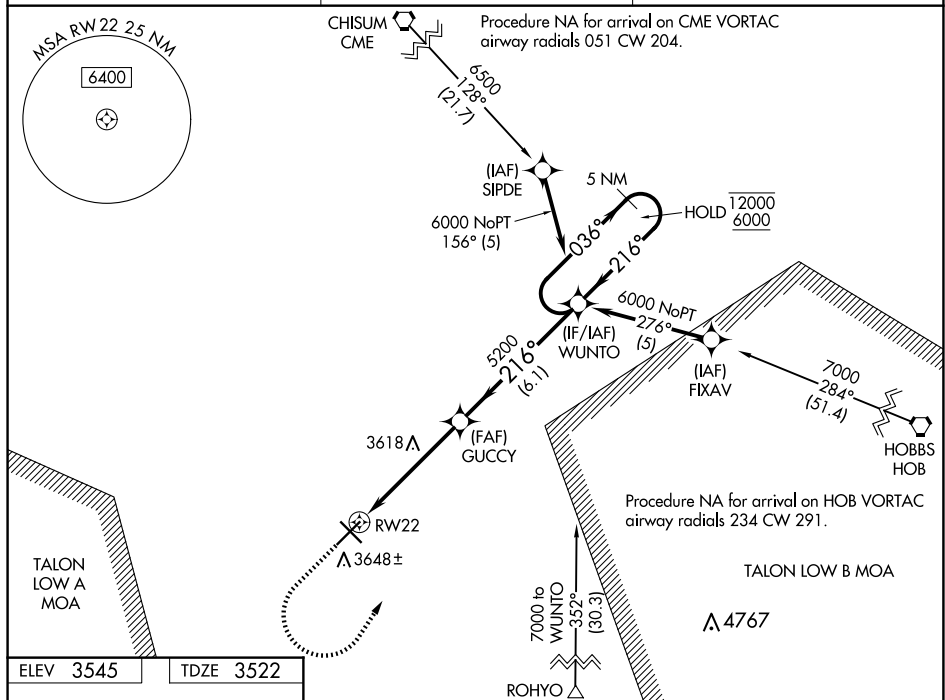 MSA RW22 25 NM
6400
CHISUM
CME
Procedure NA for arrival on CME VORTAC
airway radials 051 CW 204.
6500
128°
(21.7)
(IAF)
SIPDE
6000 NoPT
156° (5)
5 NM
HOLD
12000
6000
036°
216°
6000 NoPT
276°
(5)
(IF/IAF)
WUNTO
(IAF)
FIXAV
7000
284°
(51.4)
HOBBS
HOB
5200
216°
(6.1)
(FAF)
GUCCY
3618
RW22
3648±
Procedure NA for arrival on HOB VORTAC
airway radials 234 CW 291.
TALON
LOW A
MOA
TALON LOW B MOA
4767
7000 to
WUNTO
352°
(30.3)
ROHYO
ELEV 3545
TDZE 3522